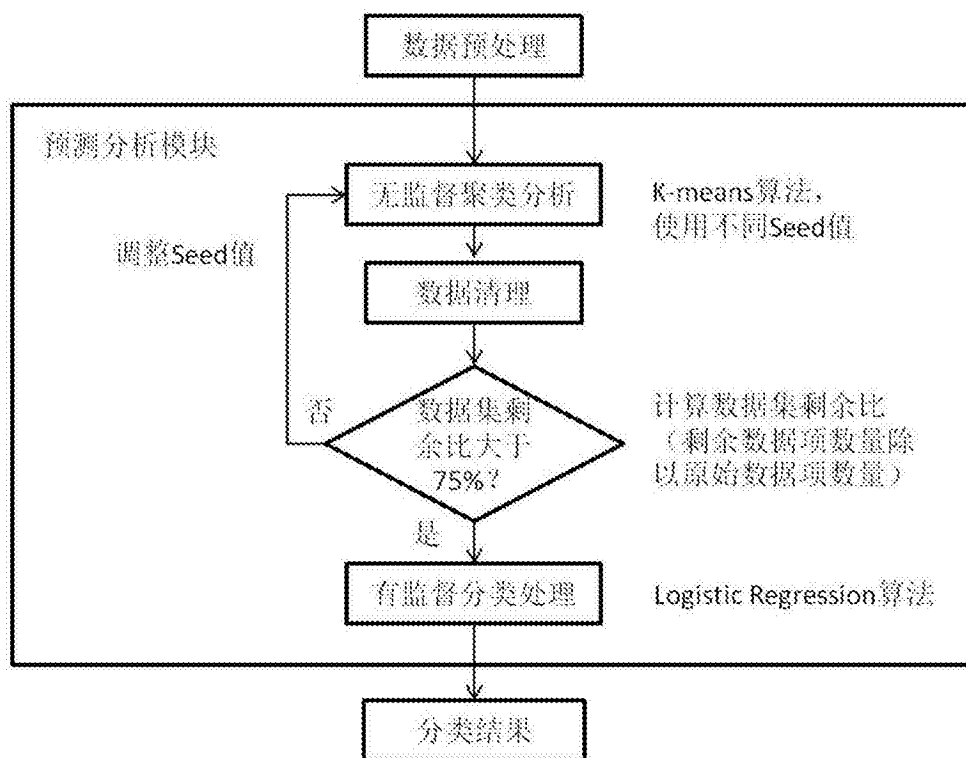 数据预处理
预测分析模块
无监督聚类分析
K-means算法，
使用不同Seed值
调整Seed值
数据清理
否
数据集剩
余比大于
75%？
计算数据集剩余比
（剩余数据项数量除
以原始数据项数量）
是
有监督分类处理
Logistic Regression算法
分类结果